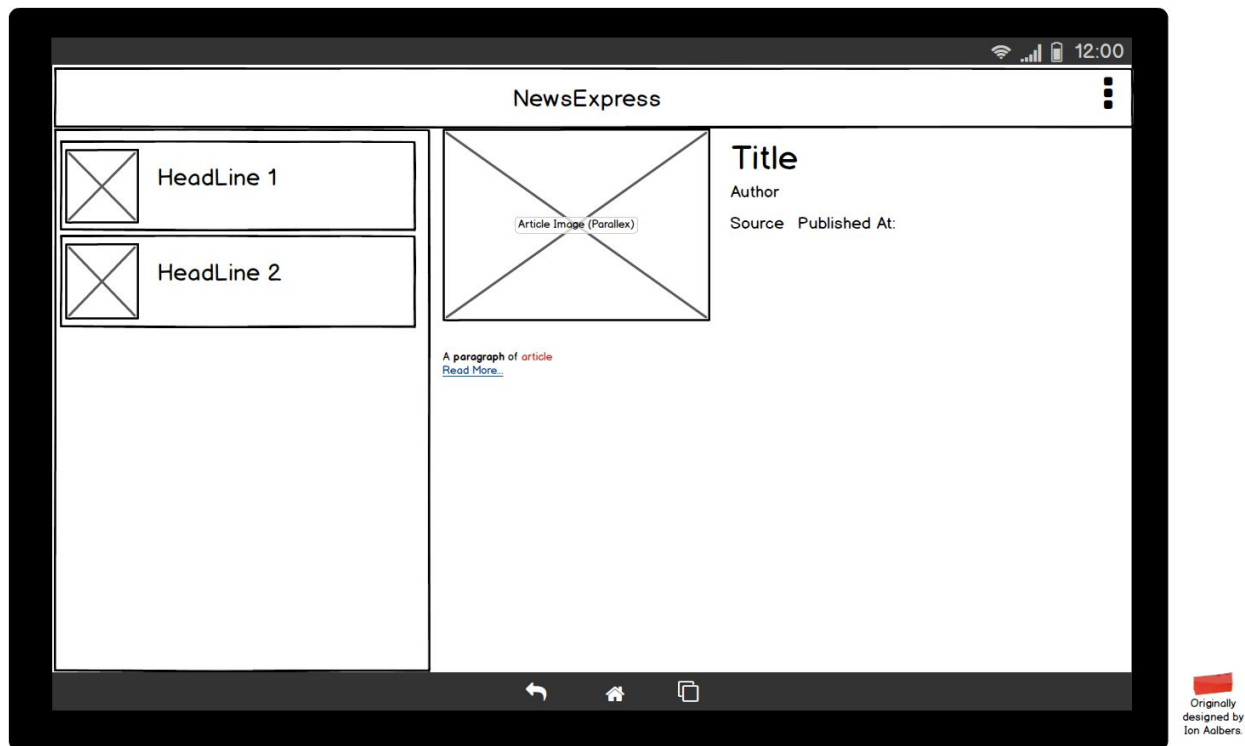 12:00
NewsExpress
HeadLine 1
HeadLine 2
Article Image (Parallex)
Title
Author
Source Published At:
A paragraph of article
Read More...
Originally
designed by
Ion Aalbers.